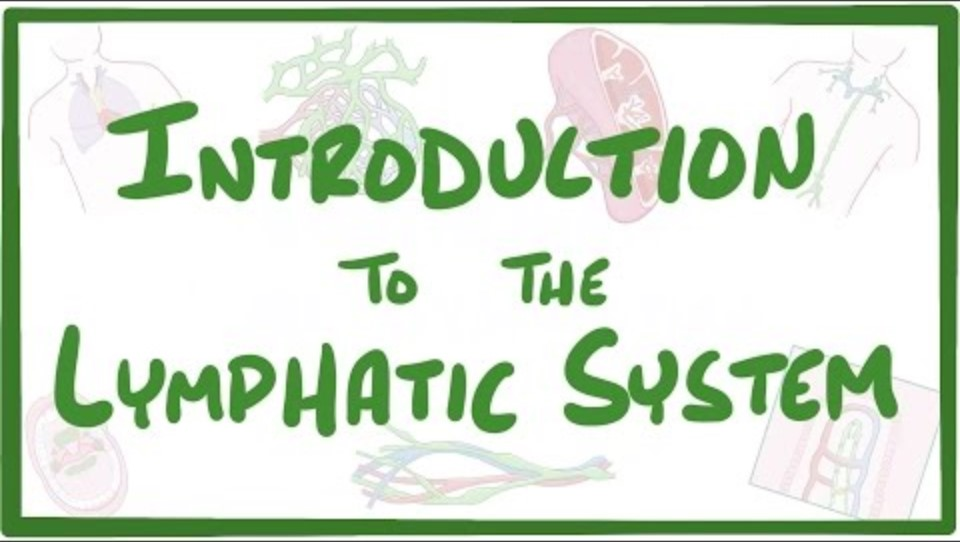 INTRODUCTION
TO THE
LYMPHATIC SYSTEM